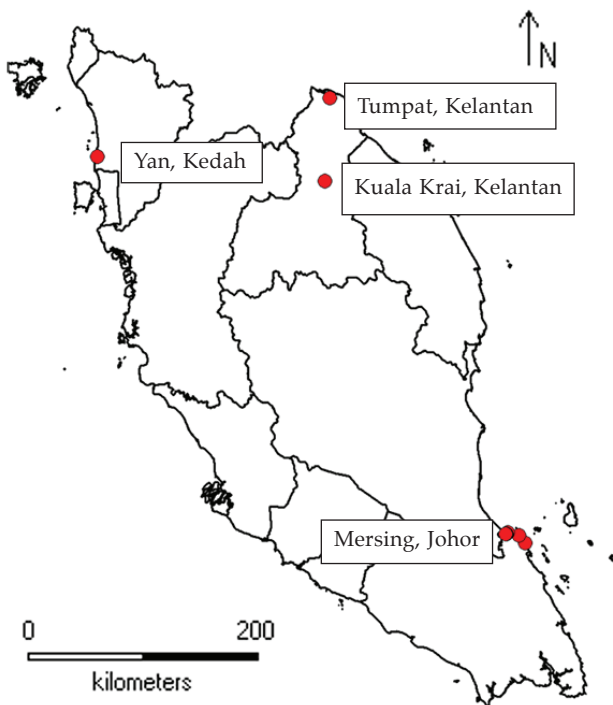 N
Tumpat, Kelantan
Yan, Kedah
Kuala Krai, Kelantan
Mersing, Johor
0 200
kilometers